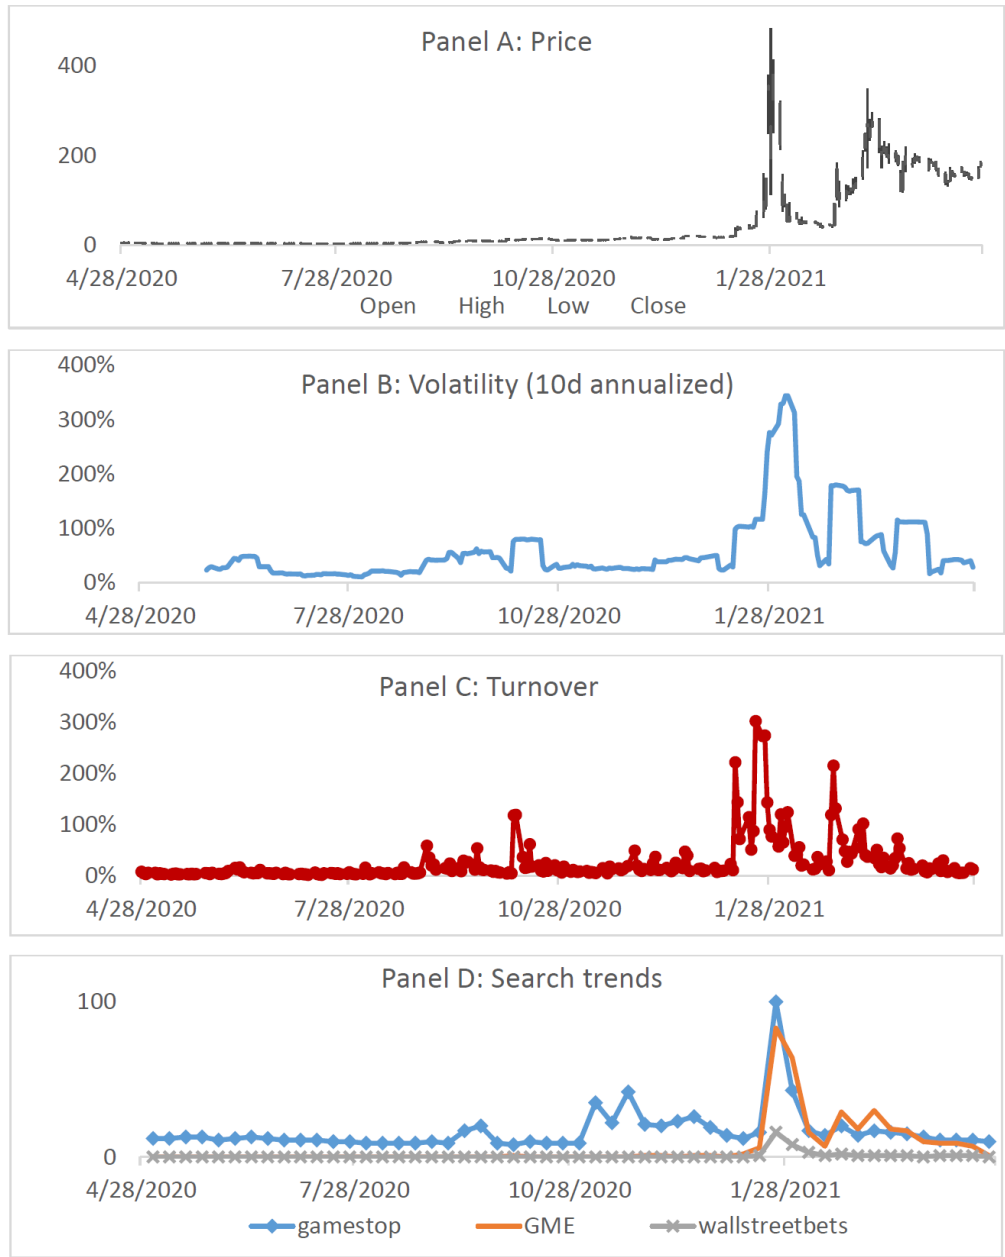 Panel A: Price
400
200
0
4/28/2020 7/28/2020 10/28/2020 1/28/2021
Open High Low Close
400%
Panel B: Volatility (10d annualized)
300%
200%
100%
0%
4/28/2020 7/28/2020 10/28/2020 1/28/2021
400%
Panel C: Turnover
300%
200%
100%
0%
4/28/2020 7/28/2020 10/28/2020 1/28/2021
Panel D: Search trends
100
0
4/28/2020 7/28/2020 10/28/2020 1/28/2021
gamestop GME wallstreetbets